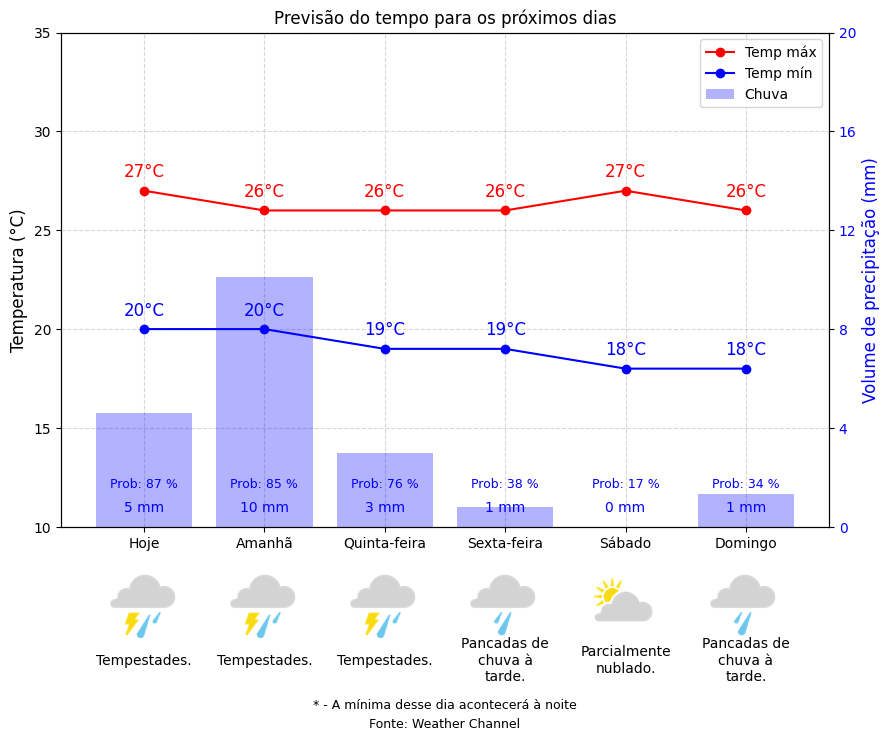 Previsão do tempo para os próximos dias
35
30
25
20
15
10
Temperatura (°C)
20
16
12
8
4
0
Volume de precipitação (mm)
Temp máx
Temp mín
Chuva
27°C 26°C 26°C 26°C 27°C 26°C
20°C 20°C 19°C 19°C 18°C 18°C
Prob: 87 % Prob: 85 % Prob: 76 % Prob: 38 % Prob: 17 % Prob: 34 %
5 mm 10 mm 3 mm 1 mm 0 mm 1 mm
Hoje Amanhã Quinta-feira Sexta-feira Sábado Domingo
Tempestades.
Tempestades.
Tempestades.
Pancadas de
chuva à
tarde.
Parcialmente
nublado.
Pancadas de
chuva à
tarde.
* - A mínima desse dia acontecerá à noite
Fonte: Weather Channel